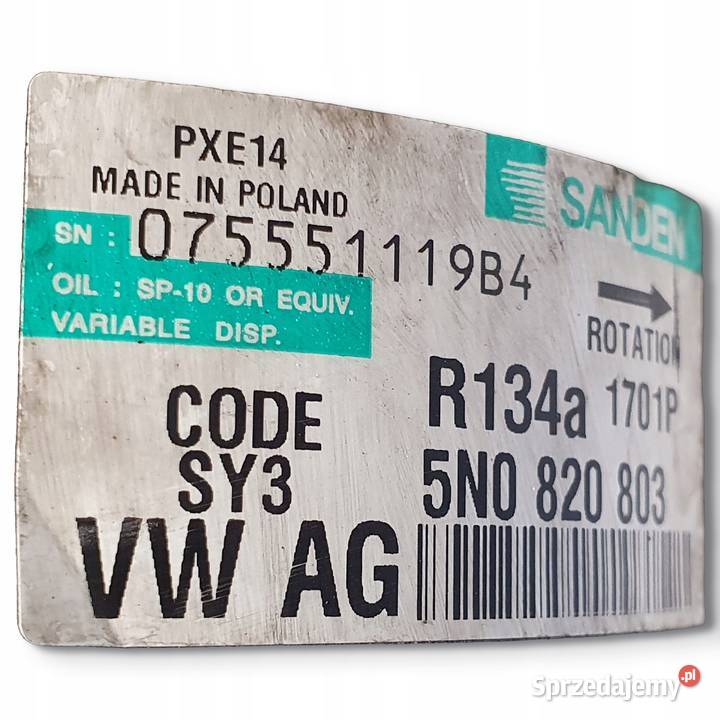 PXE14
MADE IN POLAND
SANDEN
SN : 075551119B4
OIL : SP-10 OR EQUIV.
VARIABLE DISP.
ROTATION
CODE
SY3
R134a 1701P
5N0 820 803
VW AG
Sprzedajemy.pl